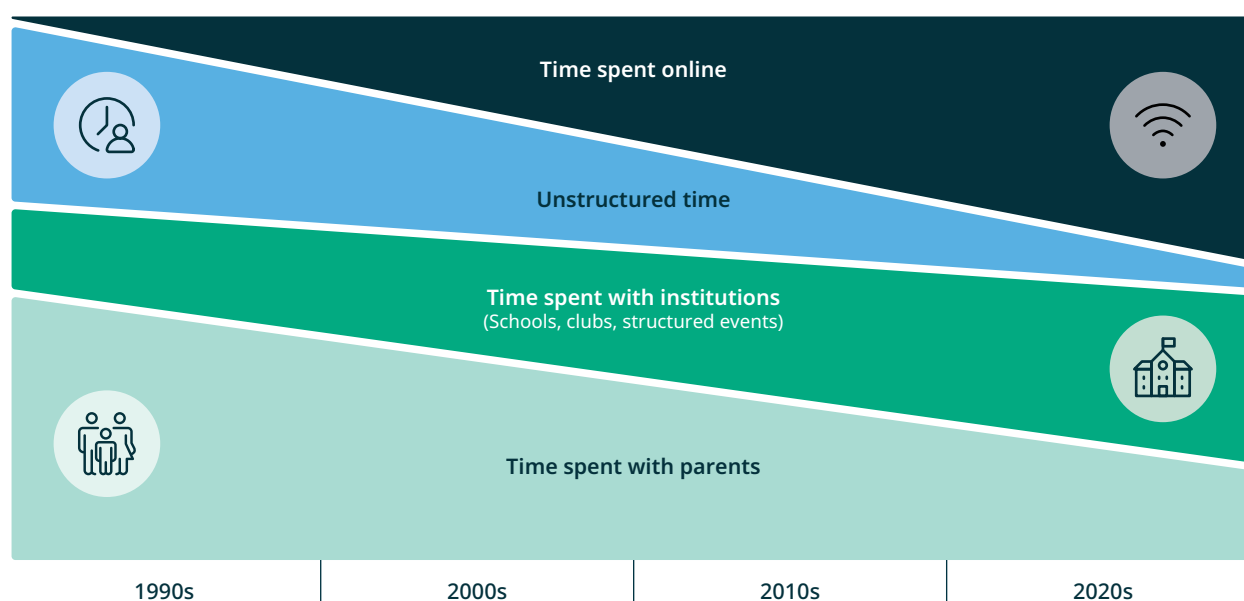 Time spent online
Unstructured time
Time spent with institutions
(Schools, clubs, structured events)
Time spent with parents
1990s
2000s
2010s
2020s